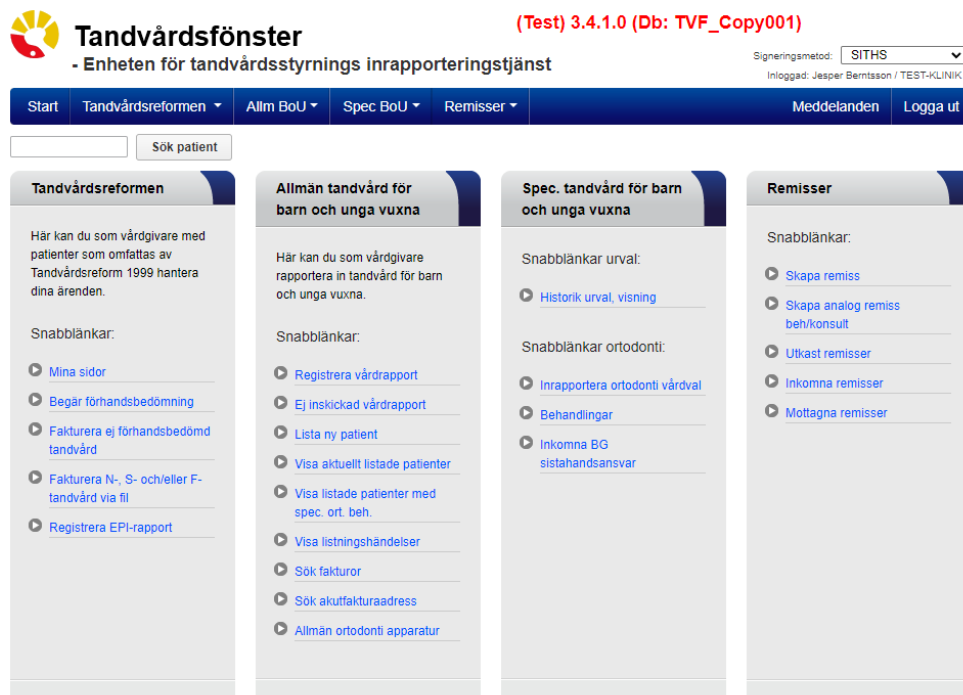 Tandvårdsfönster
- Enheten för tandvårdsstyrnings inrapporteringstjänst
(Test) 3.4.1.0 (Db: TVF_Copy001)
Signeringsmetod: SITHS
Inloggad: Jesper Berntsson / TEST-KLINIK
Start Tandvårdsreformen Allm BoU Spec BoU Remisser Meddelanden Logga ut
Sök patient
Tandvårdsreformen
Här kan du som vårdgivare med
patienter som omfattas av
Tandvårdsreform 1999 hantera
dina ärenden.
Snabblänkar:
Mina sidor
Begär förhandsbedömning
Fakturera ej förhandsbedömd
tandvård
Fakturera N-, S- och/eller F-
tandvård via fil
Registrera EPI-rapport
Allmän tandvård för
barn och unga vuxna
Här kan du som vårdgivare
rapportera in tandvård för barn
och unga vuxna.
Snabblänkar:
Registrera vårdrapport
Ej inskickad vårdrapport
Lista ny patient
Visa aktuellt listade patienter
Visa listade patienter med
spec. ort. beh.
Visa listningshändelser
Sök fakturor
Sök akutfakturaadress
Allmän ortodonti apparatur
Spec. tandvård för barn
och unga vuxna
Snabblänkar urval:
Historik urval, visning
Snabblänkar ortodonti:
Inrapportera ortodonti vårdval
Behandlingar
Inkomna BG
sistahandsansvar
Remisser
Snabblänkar:
Skapa remiss
Skapa analog remiss
beh/konsult
Utkast remisser
Inkomna remisser
Mottagna remisser